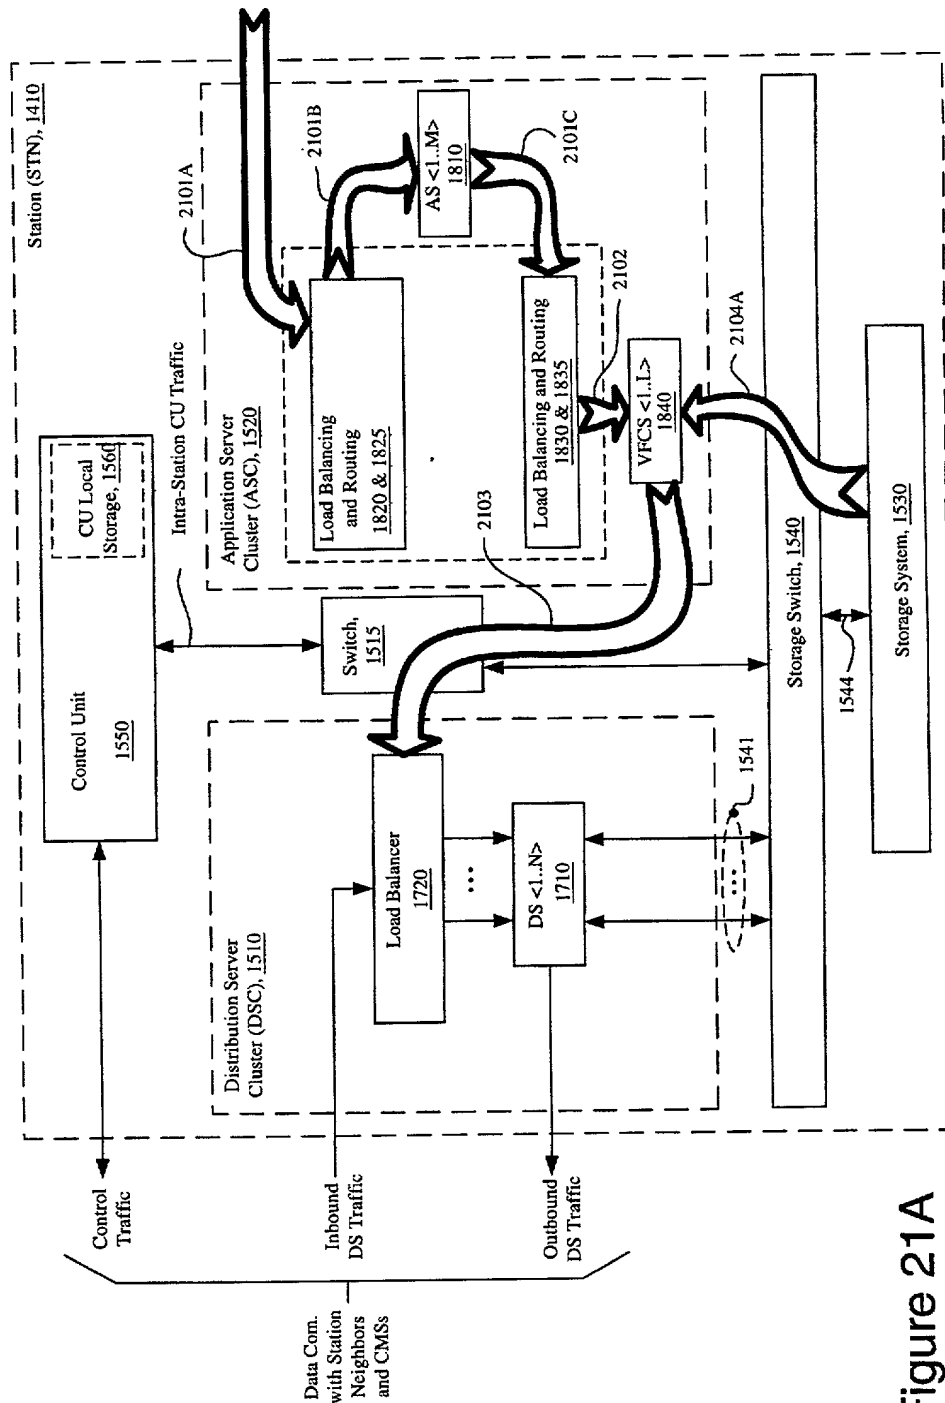 Station (STN), 1410
2101A
Control Unit
1550
CU Local
Storage, 1560
Intra-Station CU Traffic
Application Server
Cluster (ASC), 1520
Load Balancing
and Routing
1820 & 1825
2101B
AS <1..M>
1810
2101C
Load Balancing and Routing
1830 & 1835
2102
VFCS <1..L>
1840
2104A
2103
Switch,
1515
Distribution Server
Cluster (DSC), 1510
Load Balancer
1720
...
DS <1..N>
1710
...
1541
Storage Switch, 1540
1544
Storage System, 1530
Control
Traffic
Inbound
DS Traffic
Outbound
DS Traffic
Data Com.
with Station
Neighbors
and CMSs
Figure 21A